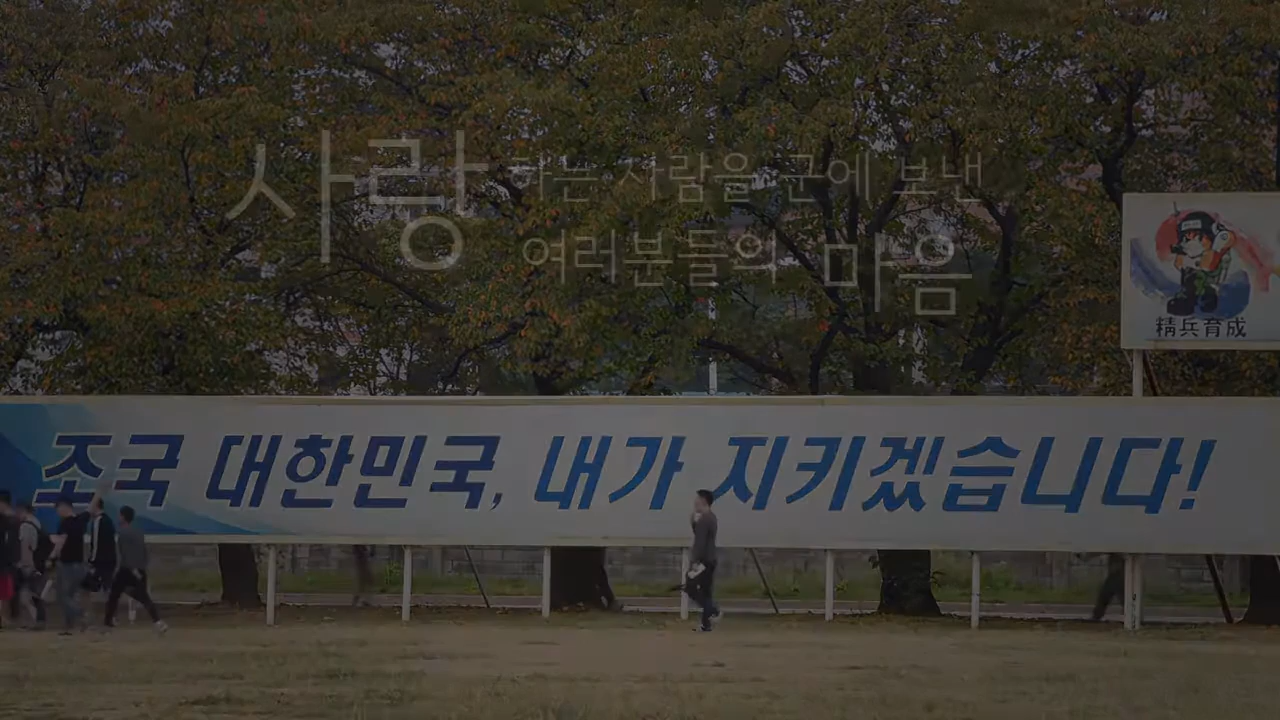 사랑하는 사람을 군에 보낸
여러분들의 마음
精兵育成
조국 대한민국, 내가 지키겠습니다!